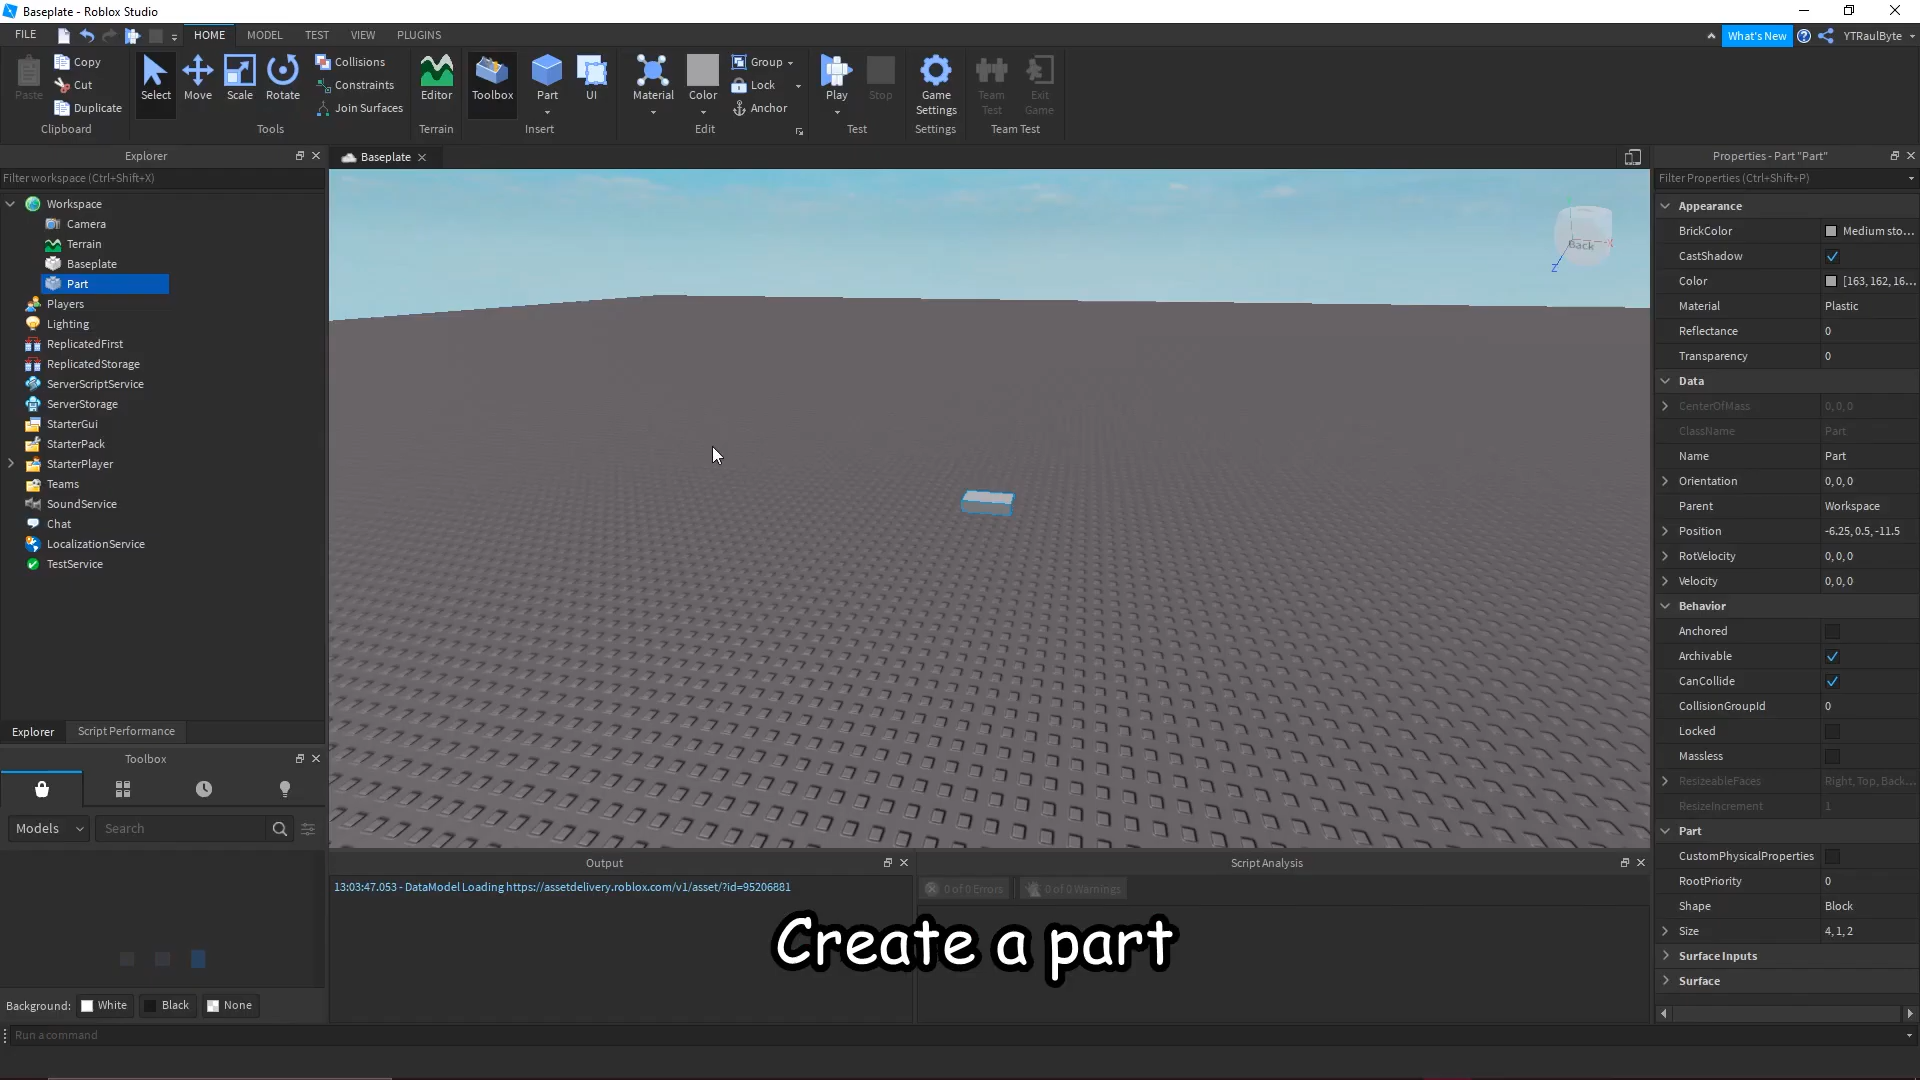 Baseplate - Roblox Studio
FILE HOME MODEL TEST VIEW PLUGINS What's New YTRaulByte
Paste
Copy
Cut
Duplicate
Clipboard
Select Move Scale Rotate
Collisions
Constraints
Join Surfaces
Tools
Editor
Terrain
Toolbox Part UI
Insert
Material Color
Group
Lock
Anchor
Edit
Play Stop
Test
Game Settings
Settings
Team Test Exit Game
Team Test
Explorer
Filter workspace (Ctrl+Shift+X)
Workspace
Camera
Terrain
Baseplate
Part
Players
Lighting
ReplicatedFirst
ReplicatedStorage
ServerScriptService
ServerStorage
StarterGui
StarterPack
StarterPlayer
Teams
SoundService
Chat
LocalizationService
TestService
Explorer Script Performance
Toolbox
Models Search
Background: White Black None
Run a command
Baseplate
Back
X
Z
Output
13:03:47.053 - DataModel Loading https://assetdelivery.roblox.com/v1/asset/?id=95206881
Script Analysis
0 of 0 Errors 0 of 0 Warnings
Create a part
Properties - Part "Part"
Filter Properties (Ctrl+Shift+P)
Appearance
BrickColor Medium sto...
CastShadow
Color [163, 162, 16...
Material Plastic
Reflectance 0
Transparency 0
Data
CenterOfMass 0, 0, 0
ClassName Part
Name Part
Orientation 0, 0, 0
Parent Workspace
Position -6.25, 0.5, -11.5
RotVelocity 0, 0, 0
Velocity 0, 0, 0
Behavior
Anchored
Archivable
CanCollide
CollisionGroupId 0
Locked
Massless
ResizeableFaces Right, Top, Back...
ResizeIncrement 1
Part
CustomPhysicalProperties
RootPriority 0
Shape Block
Size 4, 1, 2
Surface Inputs
Surface